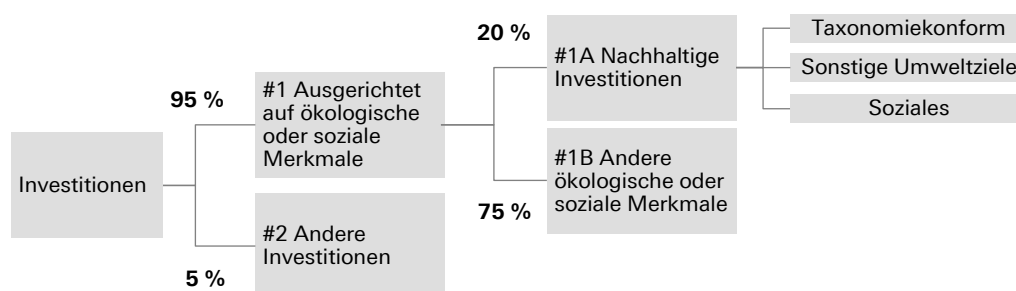 Investitionen
95 %
#1 Ausgerichtet
auf ökologische
oder soziale
Merkmale
5 %
#2 Andere
Investitionen
20 %
#1A Nachhaltige
Investitionen
75 %
#1B Andere
ökologische oder
soziale Merkmale
Taxonomiekonform
Sonstige Umweltziele
Soziales